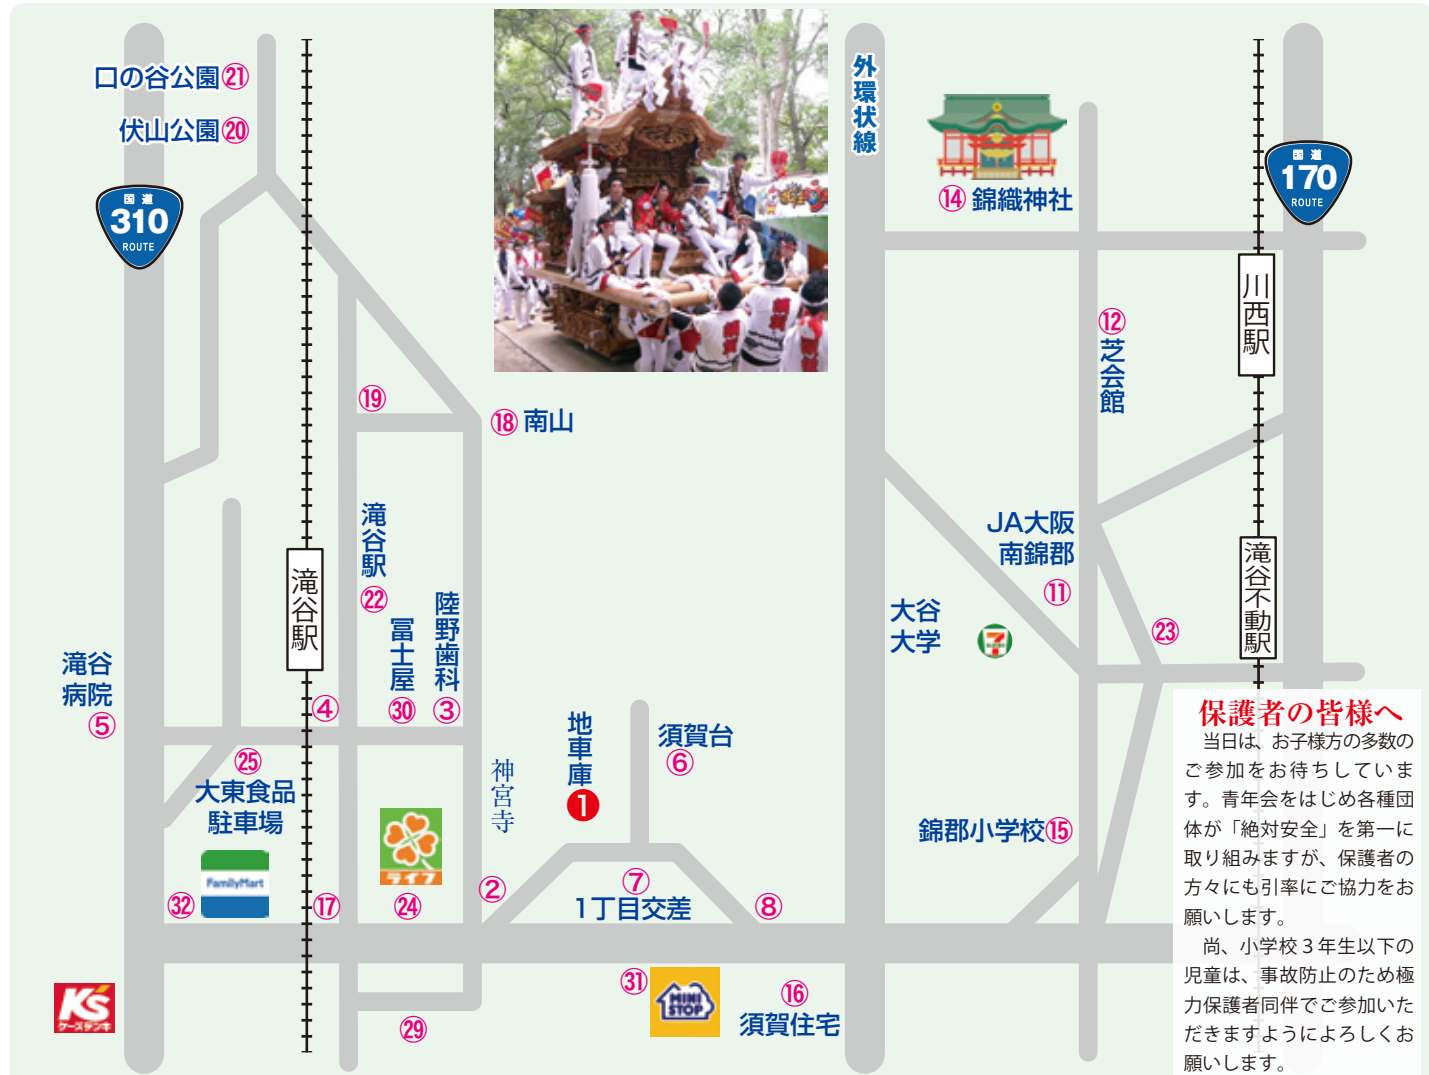 口の谷公園㉑
伏山公園⑳
国道
310
ROUTE
外環状線
⑭ 錦織神社
国道
170
ROUTE
川西駅
⑫
芝会館
⑲
⑱ 南山
滝谷駅
㉒
滝谷駅
冨士屋
㉚
陸野歯科
③
JA大阪
南錦郡
⑪
大谷
大学
㉓
滝谷不動駅
滝谷
病院
⑤
④
㉕
大東食品
駐車場
地車庫
❶
須賀台
⑥
神宮寺
FamilyMart
㉜
⑰
ライフ
㉔
②
⑦
1丁目交差
⑧
錦郡小学校⑮
K's
ケーズデンキ
㉙
㉛
MINI
STOP
⑯
須賀住宅
保護者の皆様へ
当日は、お子様方の多数の
ご参加をお待ちしていま
す。青年会をはじめ各種団
体が「絶対安全」を第一に
取り組みますが、保護者の
方々にも引率にご協力をお
願いします。
尚、小学校3年生以下の
児童は、事故防止のため極
力保護者同伴でご参加いた
だきますようによろしくお
願いします。